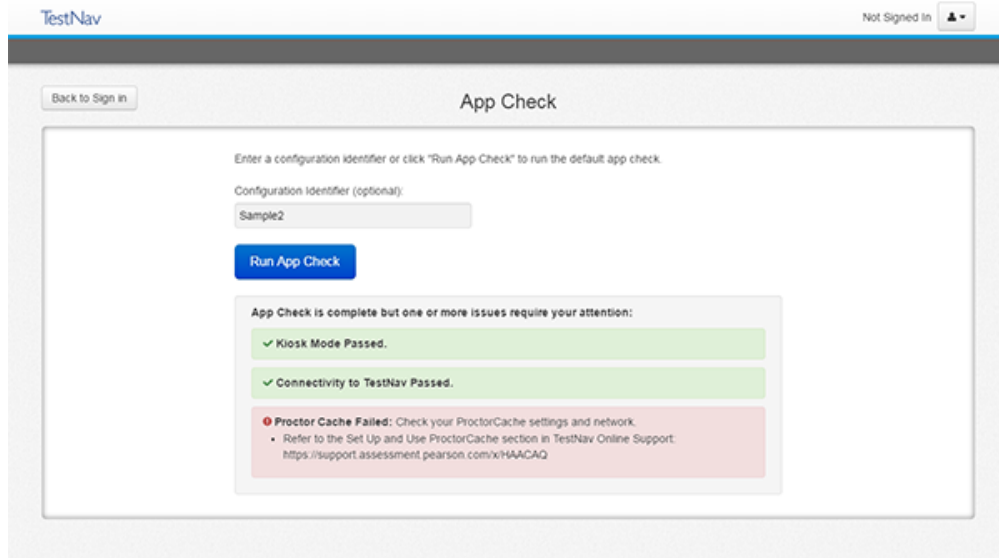 TestNav
Not Signed In
Back to Sign in
App Check
Enter a configuration identifier or click "Run App Check" to run the default app check.
Configuration Identifier (optional):
Sample2
Run App Check
App Check is complete but one or more issues require your attention:
Kiosk Mode Passed.
Connectivity to TestNav Passed.
Proctor Cache Failed: Check your ProctorCache settings and network.
• Refer to the Set Up and Use ProctorCache section in TestNav Online Support:
https://support.assessment.pearson.com/x/HAACAQ